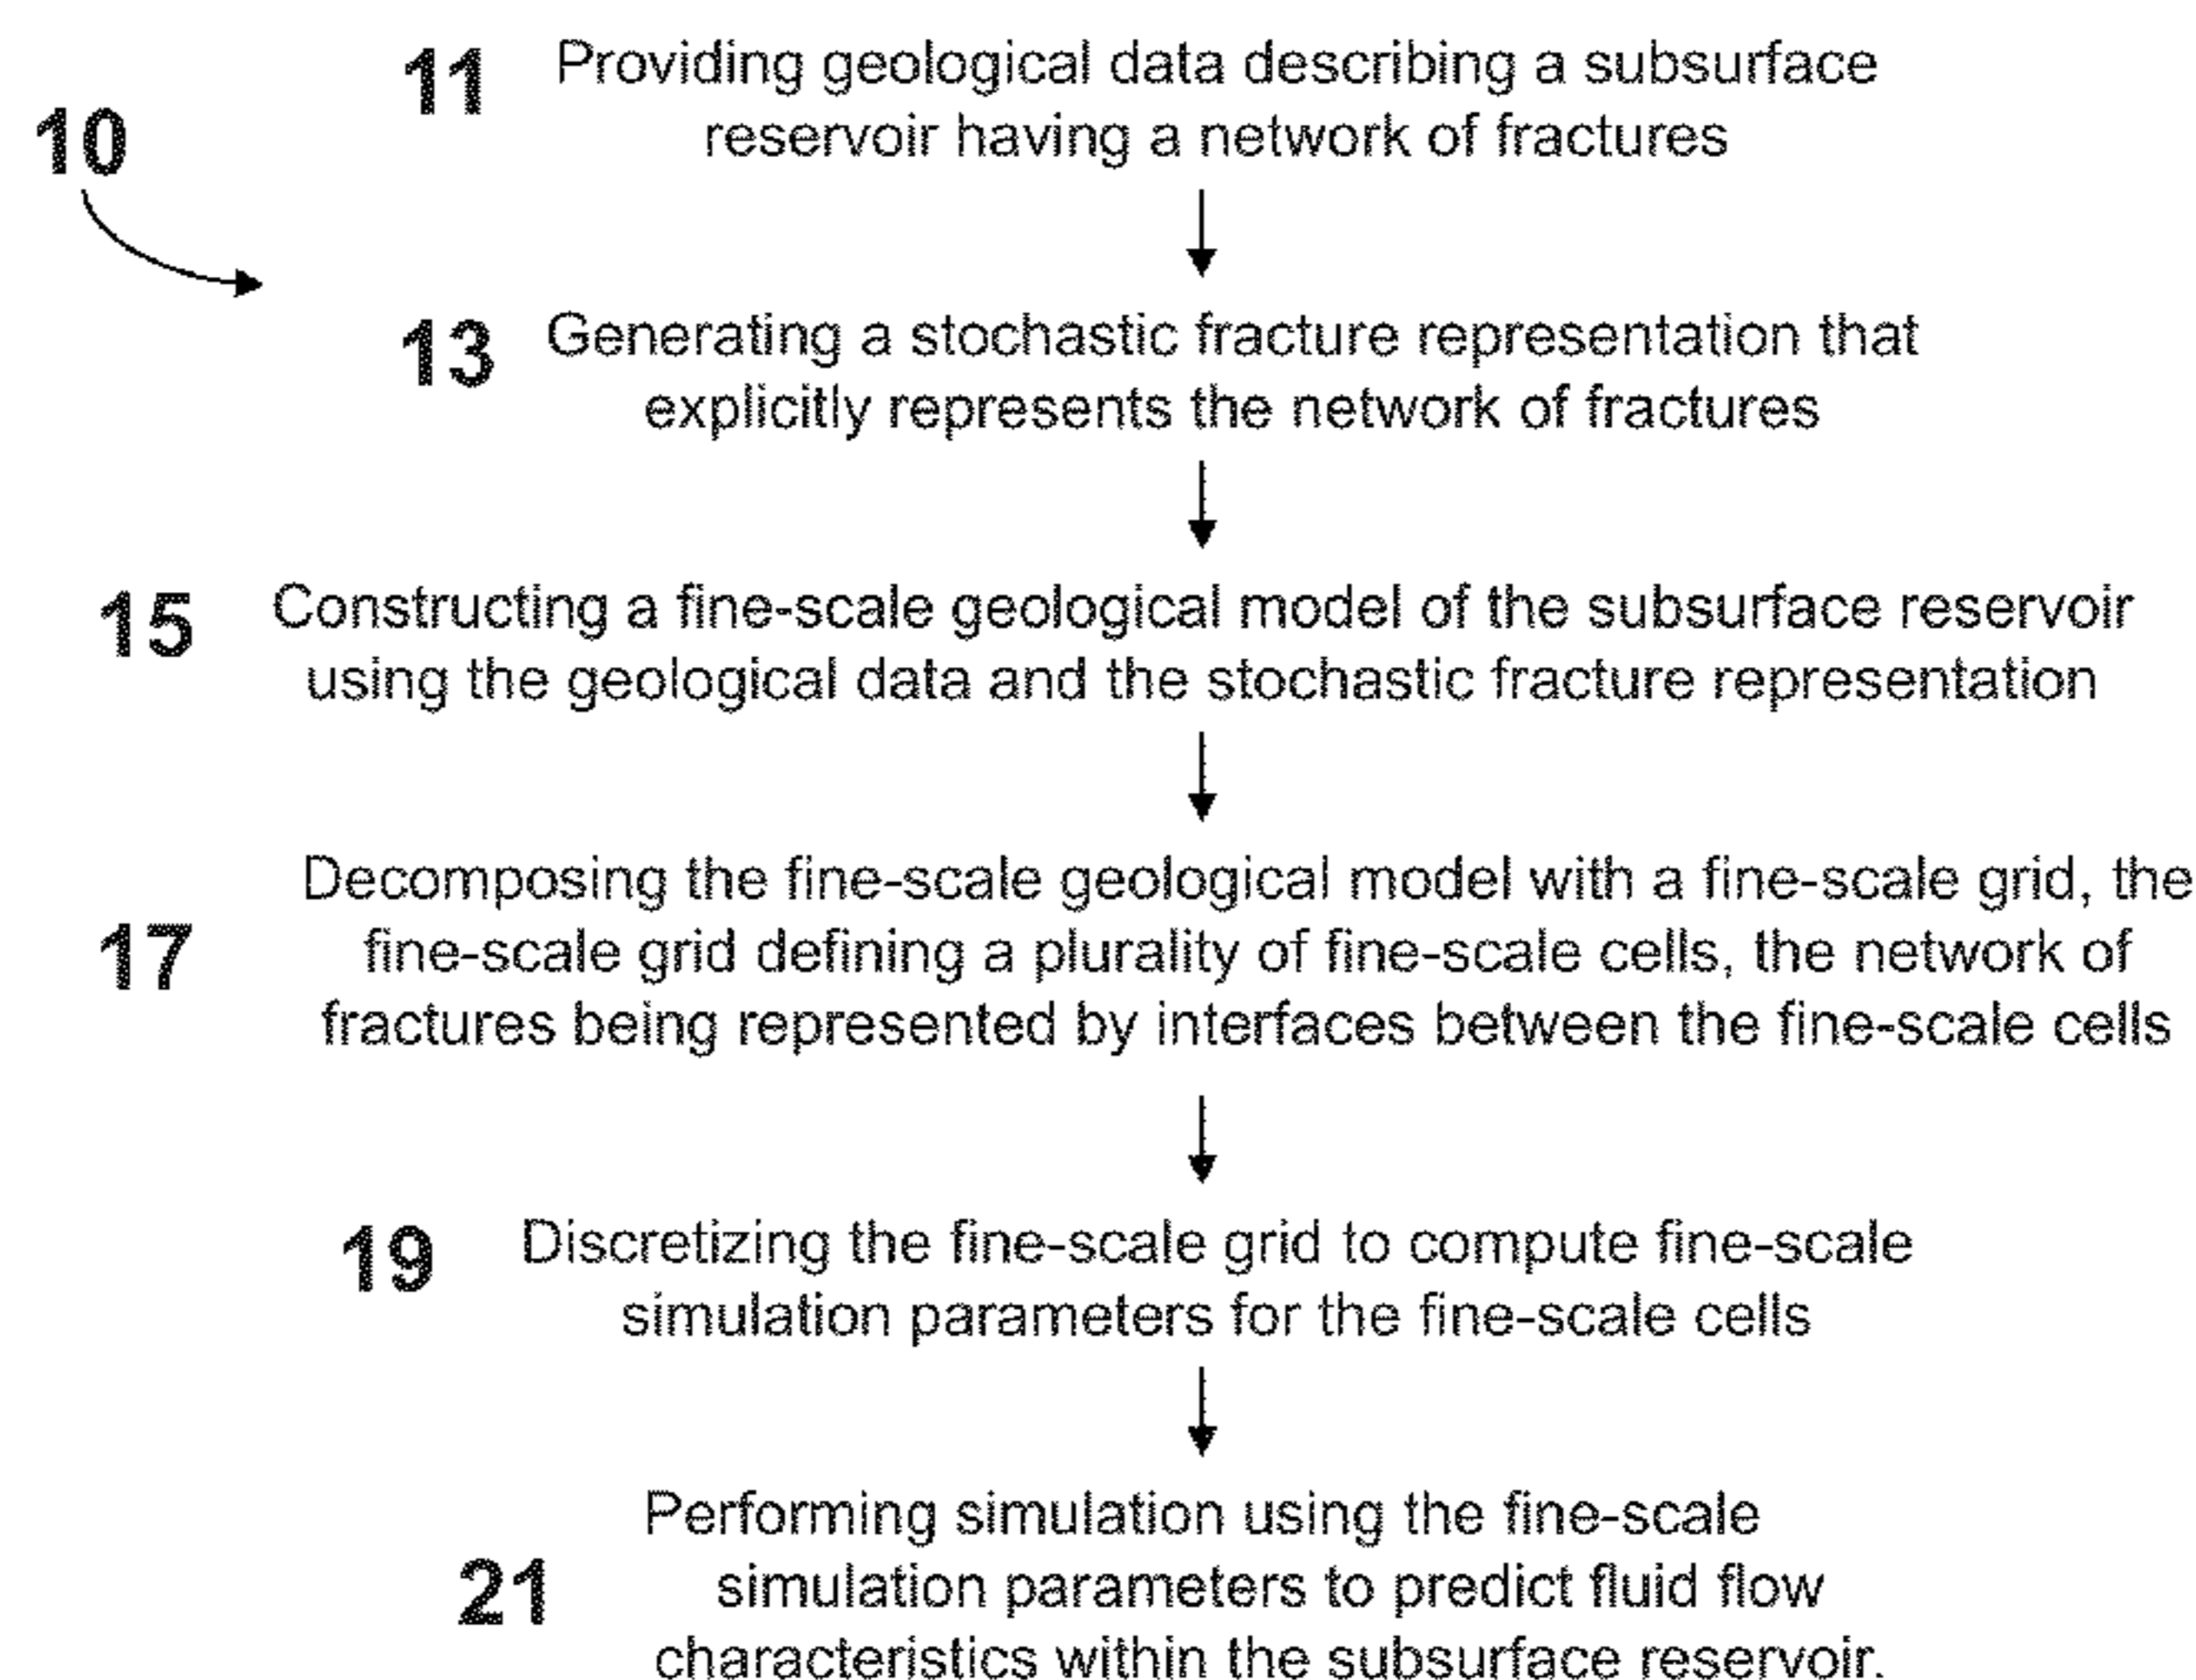 10
11 Providing geological data describing a subsurface
reservoir having a network of fractures
13 Generating a stochastic fracture representation that
explicitly represents the network of fractures
15 Constructing a fine-scale geological model of the subsurface reservoir
using the geological data and the stochastic fracture representation
Decomposing the fine-scale geological model with a fine-scale grid, the
17 fine-scale grid defining a plurality of fine-scale cells, the network of
fractures being represented by interfaces between the fine-scale cells
19 Discretizing the fine-scale grid to compute fine-scale
simulation parameters for the fine-scale cells
Performing simulation using the fine-scale
21 simulation parameters to predict fluid flow
characteristics within the subsurface reservoir.